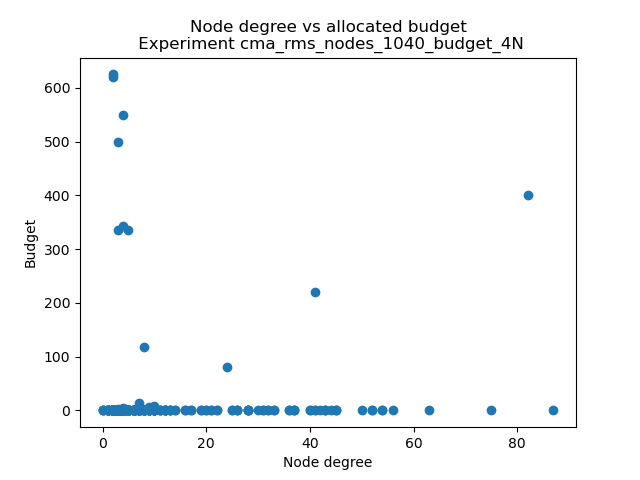 Node degree vs allocated budget
Experiment cma_rms_nodes_1040_budget_4N
600
500
400
300
200
100
0
Budget
0 20 40 60 80
Node degree